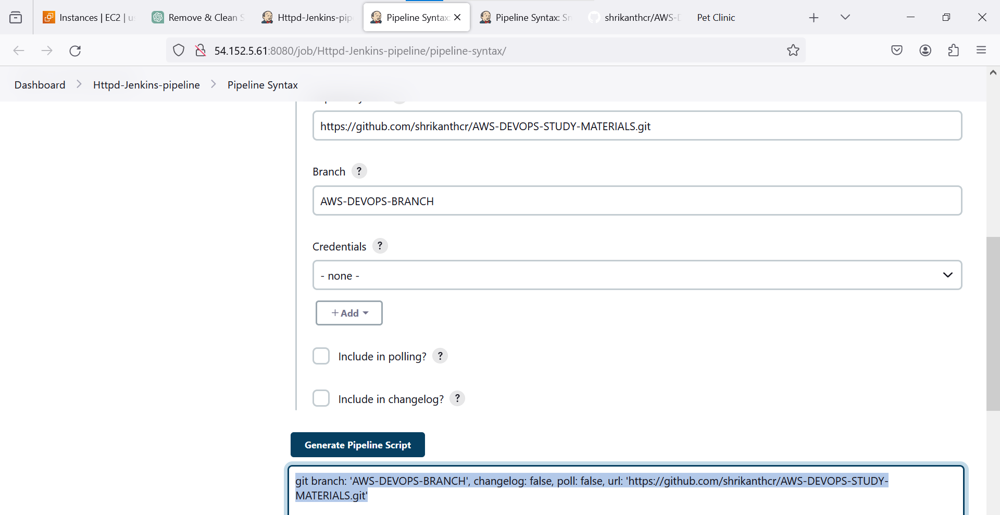 Instances | EC2 | us
Remove & Clean S
Httpd-Jenkins-pip
Pipeline Syntax:
Pipeline Syntax: Sn
shrikanthcr/AWS-D
Pet Clinic
54.152.5.61:8080/job/Httpd-Jenkins-pipeline/pipeline-syntax/
Dashboard
Httpd-Jenkins-pipeline
Pipeline Syntax
https://github.com/shrikanthcr/AWS-DEVOPS-STUDY-MATERIALS.git
Branch ?
AWS-DEVOPS-BRANCH
Credentials ?
- none -
+ Add
Include in polling? ?
Include in changelog? ?
Generate Pipeline Script
git branch: 'AWS-DEVOPS-BRANCH', changelog: false, poll: false, url: 'https://github.com/shrikanthcr/AWS-DEVOPS-STUDY-
MATERIALS.git'